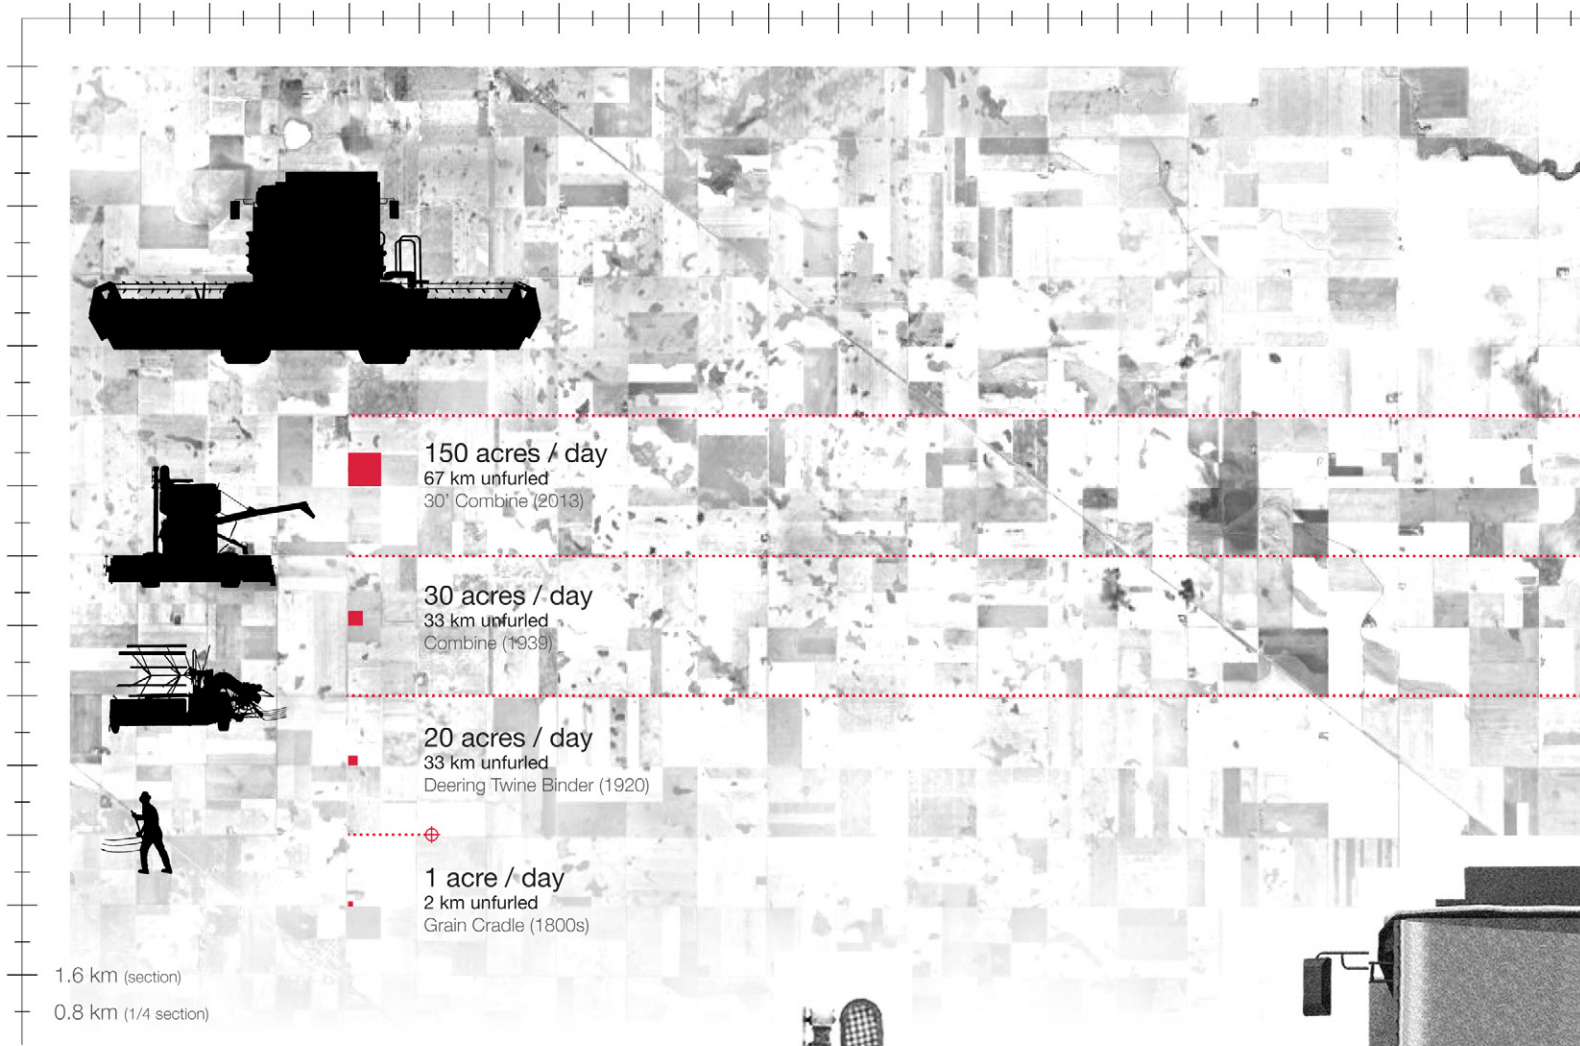 150 acres / day
67 km unfurled
30' Combine (2013)
30 acres / day
33 km unfurled
Combine (1939)
20 acres / day
33 km unfurled
Deering Twine Binder (1920)
1 acre / day
2 km unfurled
Grain Cradle (1800s)
1.6 km (section)
0.8 km (1/4 section)